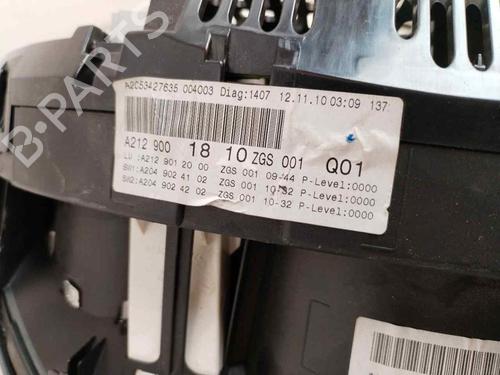 B-PARTS
A2C53427635 004003 Diag:1407 12.11.10 03:09 137
A212 900 18 10 ZGS 001 Q01
LU :A212 901 20 00 ZGS 001 09-44 P-Level:0000
SW1:A204 902 41 02 ZGS 001 10-32 P-Level:0000
SW2:A204 902 42 02 ZGS 001 10-32 P-Level:0000